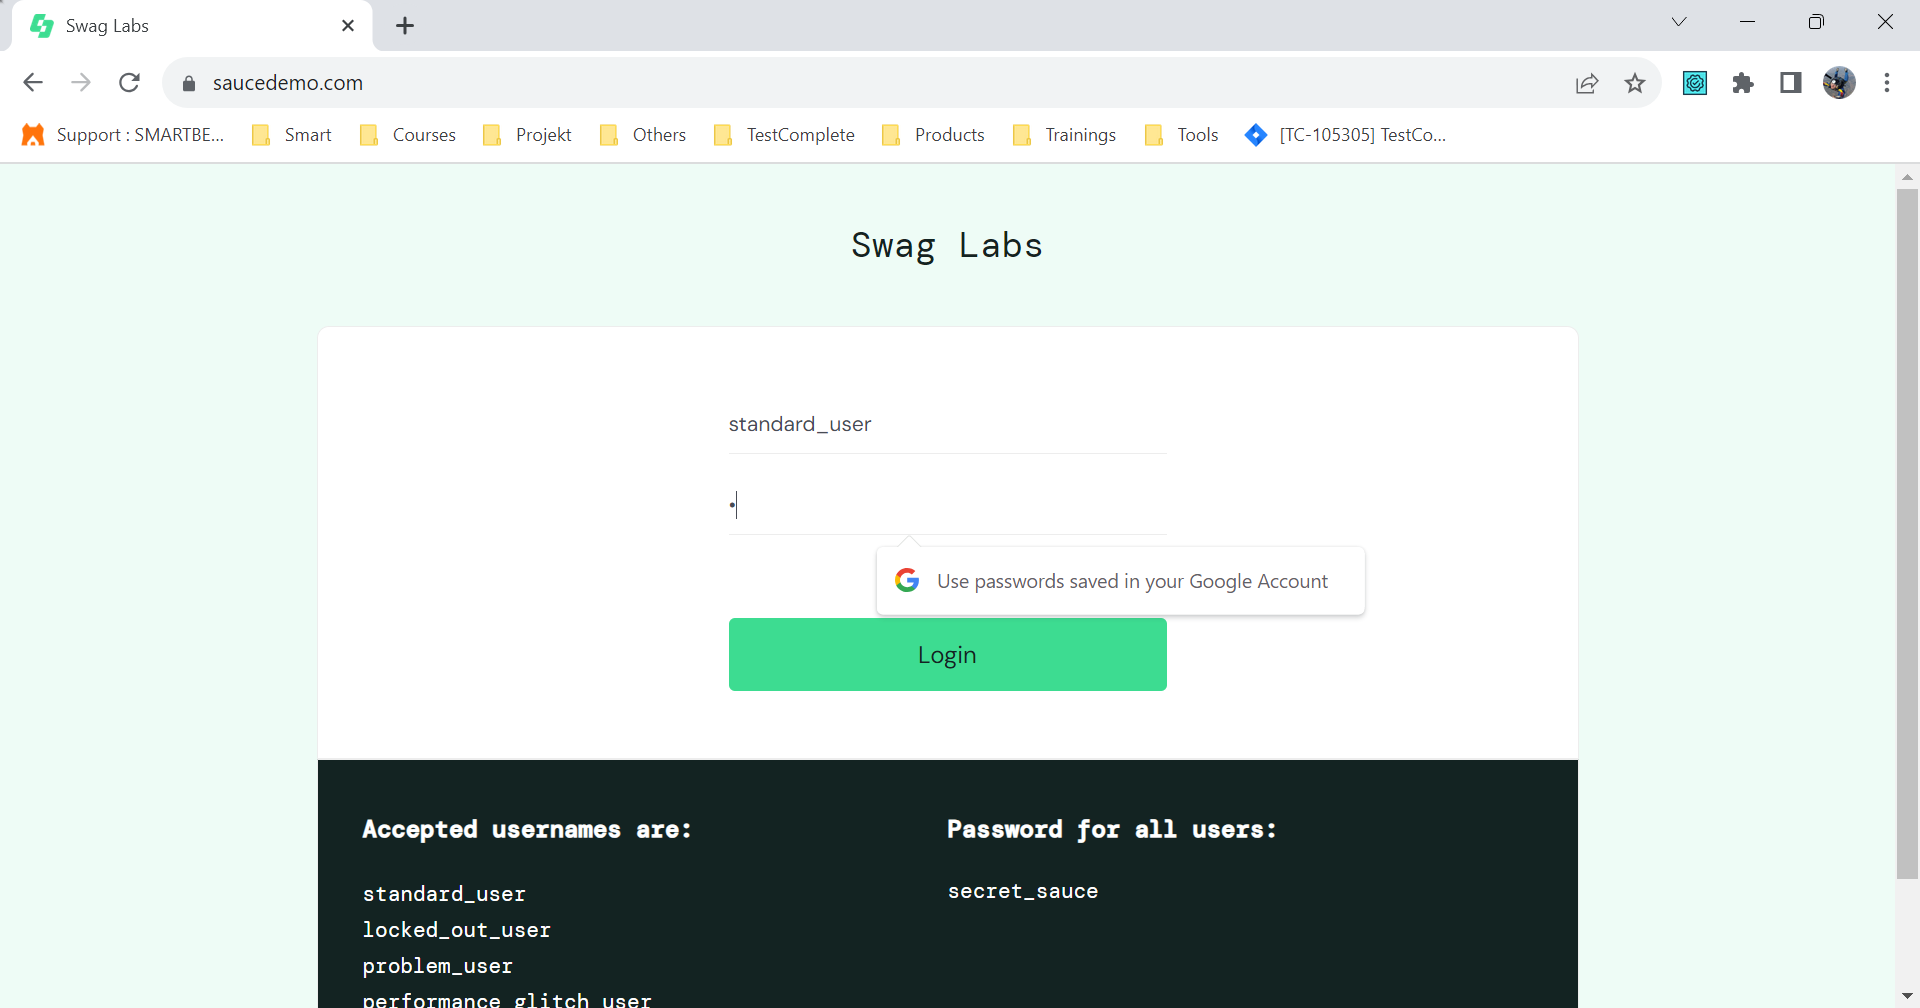 Swag Labs
saucedemo.com
Support : SMARTBE... Smart Courses Projekt Others TestComplete Products Trainings Tools [TC-105305] TestCo...
Swag Labs
standard_user
•
Use passwords saved in your Google Account
Login
Accepted usernames are:
standard_user
locked_out_user
problem_user
performance_glitch_user
Password for all users:
secret_sauce